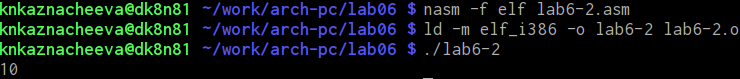 knkaznacheeva@dk8n81 ~/work/arch-pc/lab06 $ nasm -f elf lab6-2.asm
knkaznacheeva@dk8n81 ~/work/arch-pc/lab06 $ ld -m elf_i386 -o lab6-2 lab6-2.o
knkaznacheeva@dk8n81 ~/work/arch-pc/lab06 $ ./lab6-2
10